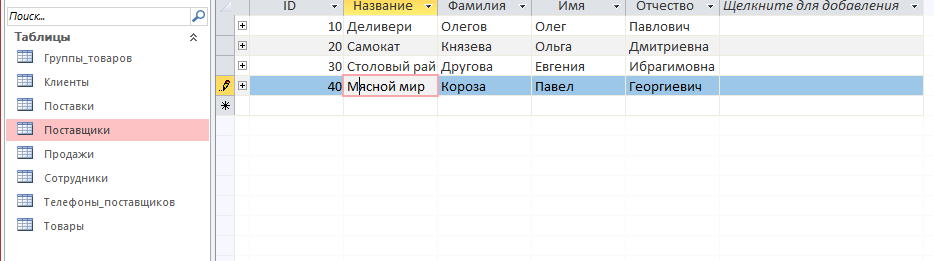 Поиск...
Таблицы
Группы_товаров
Клиенты
Поставки
Поставщики
Продажи
Сотрудники
Телефоны_поставщиков
Товары
ID Название Фамилия Имя Отчество Щелкните для добавления
10 Деливери Олегов Олег Павлович
20 Самокат Князева Ольга Дмитриевна
30 Столовый рай Другова Евгения Ибрагимовна
40 Мясной мир Короза Павел Георгиевич